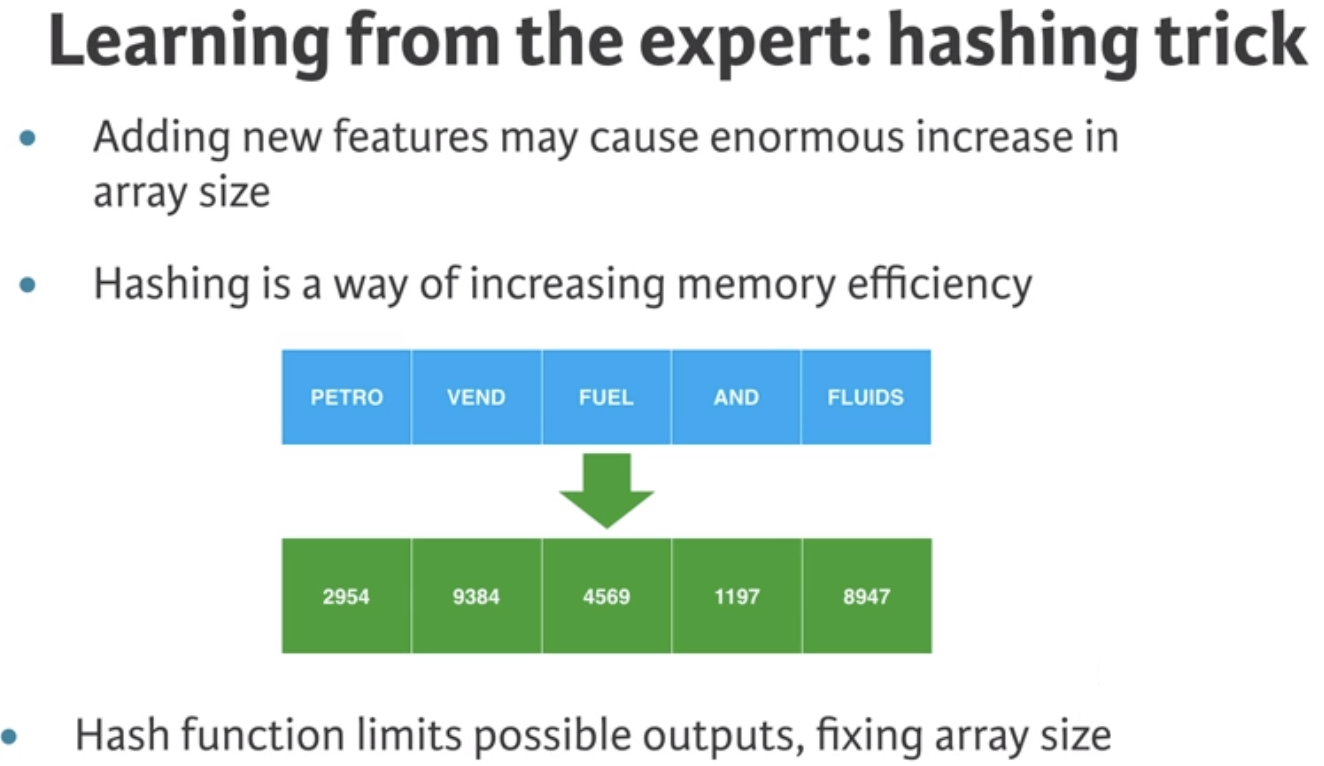 Learning from the expert: hashing trick
• Adding new features may cause enormous increase in
array size
• Hashing is a way of increasing memory efficiency
PETRO VEND FUEL AND FLUIDS
2954 9384 4569 1197 8947
• Hash function limits possible outputs, fixing array size